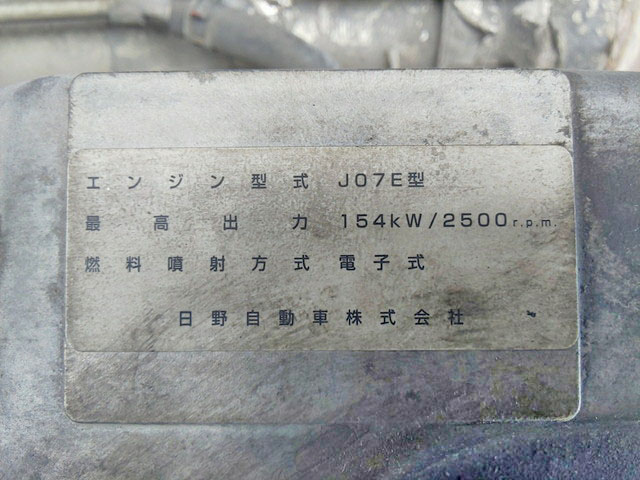 エンジン型式 J07E型
最高出力 154kW/2500r.p.m.
燃料噴射方式 電子式
日野自動車株式会社